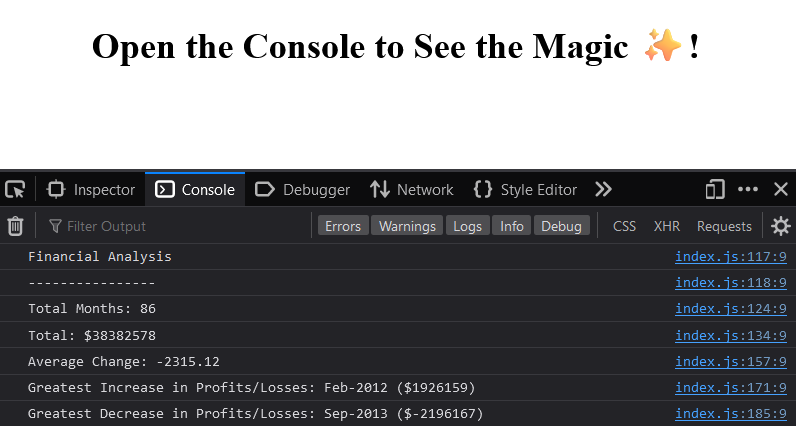 Open the Console to See the Magic ✨!
Inspector Console Debugger Network Style Editor
Filter Output Errors Warnings Logs Info Debug CSS XHR Requests
Financial Analysis index.js:117:9
---------------- index.js:118:9
Total Months: 86 index.js:124:9
Total: $38382578 index.js:134:9
Average Change: -2315.12 index.js:157:9
Greatest Increase in Profits/Losses: Feb-2012 ($1926159) index.js:171:9
Greatest Decrease in Profits/Losses: Sep-2013 ($-2196167) index.js:185:9